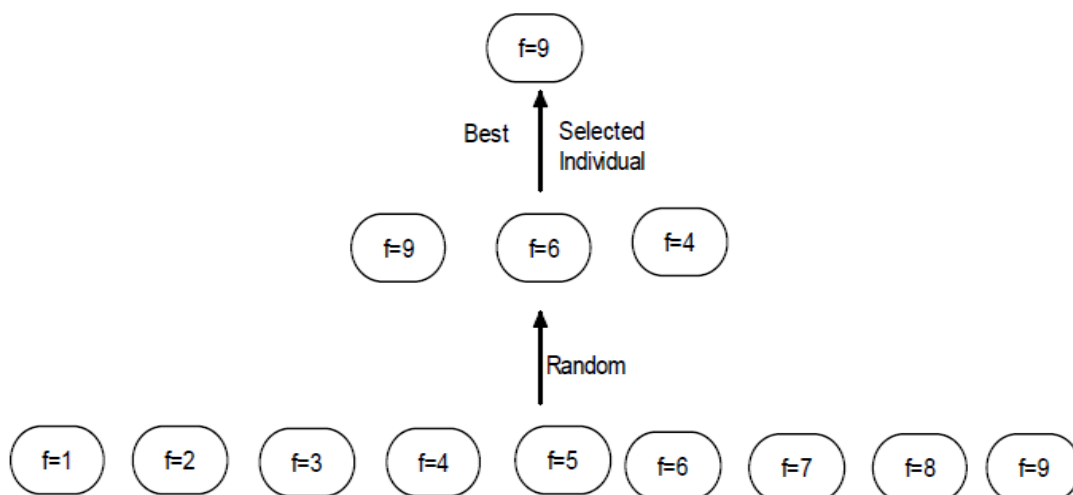 f=9
Best
Selected
Individual
f=9
f=6
f=4
Random
f=1
f=2
f=3
f=4
f=5
f=6
f=7
f=8
f=9